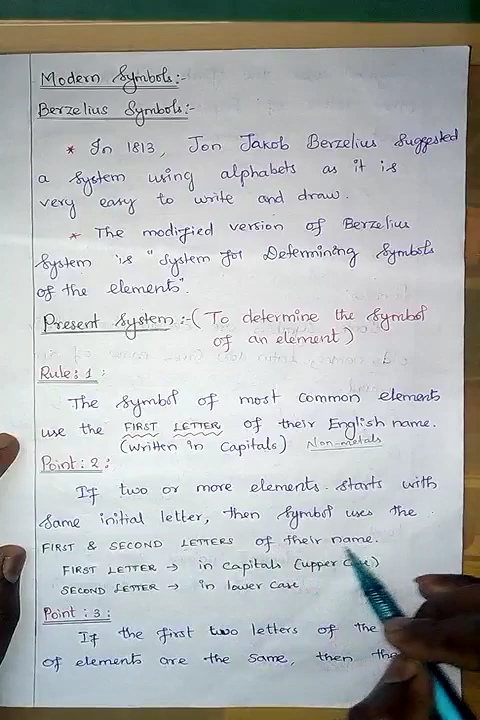 Modern Symbols:-
Berzelius Symbols:-
* In 1813, Jon Jakob Berzelius Suggested
a System using alphabets as it is
very easy to write and draw.
* The modified version of Berzelius
System is "System for Determining Symbols
of the elements".
Present System :- (To determine the Symbol
of an element)
Rule: 1 :
The Symbol of most common elements
use the FIRST LETTER of their English name.
(written in Capitals) Non-metals
Point: 2 :
If two or more elements starts with
same initial letter, then Symbol uses the
FIRST & SECOND LETTERS of their name.
FIRST LETTER → in capitals (upper case)
SECOND LETTER → in lower case
Point : 3 :
If the first two letters of the
of elements are the same, then the